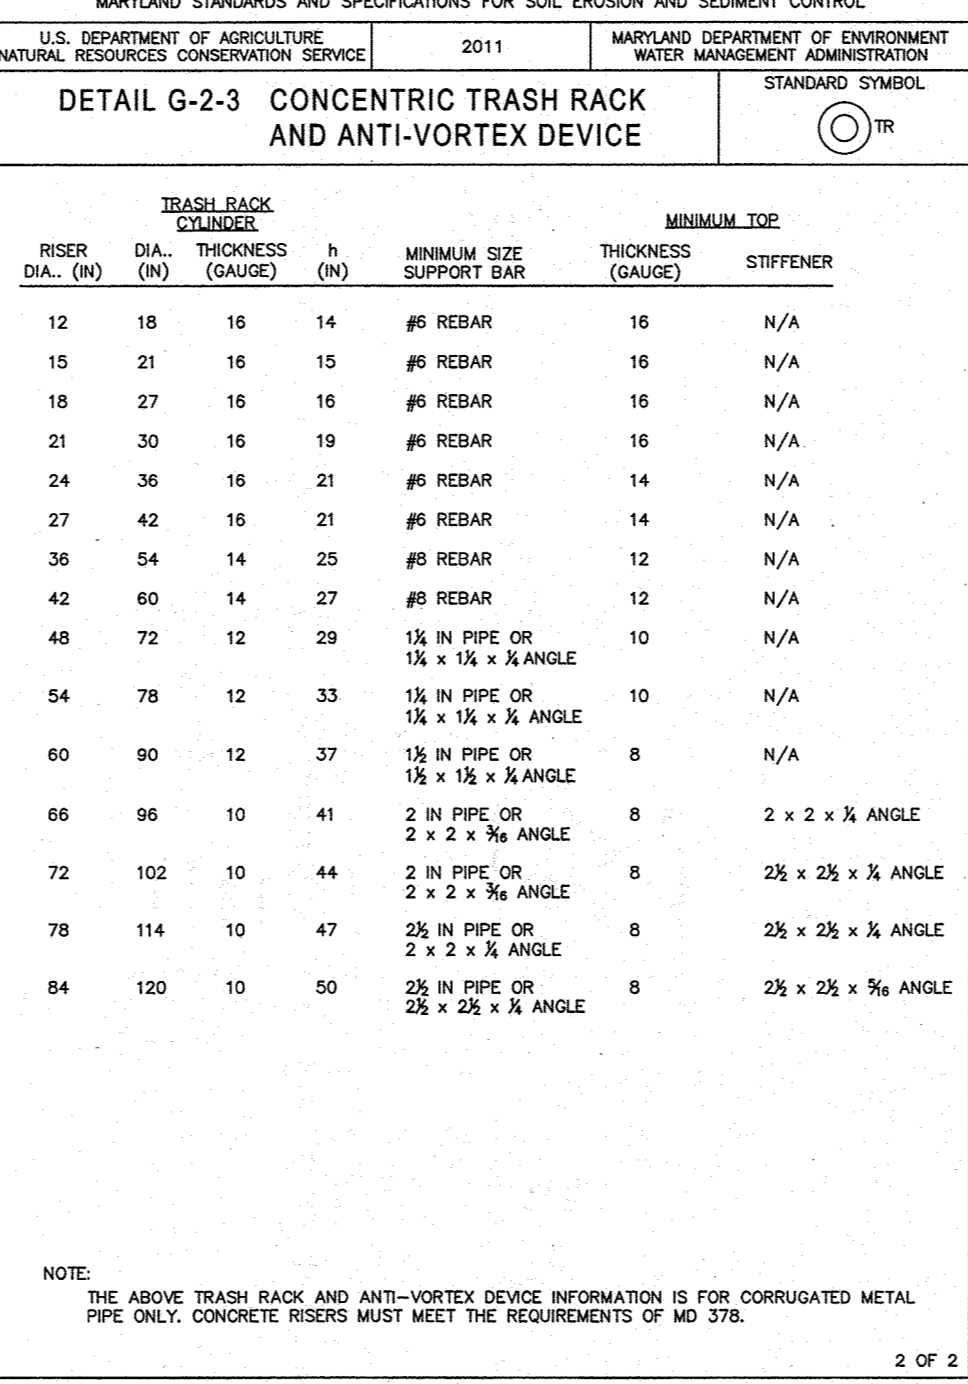 MARYLAND STANDARDS AND SPECIFICATIONS FOR SOIL EROSION AND SEDIMENT CONTROL
U.S. DEPARTMENT OF AGRICULTURE
NATURAL RESOURCES CONSERVATION SERVICE
2011
MARYLAND DEPARTMENT OF ENVIRONMENT
WATER MANAGEMENT ADMINISTRATION
DETAIL G-2-3 CONCENTRIC TRASH RACK
AND ANTI-VORTEX DEVICE
STANDARD SYMBOL
TR
TRASH RACK
CYLINDER
MINIMUM TOP
RISER DIA.. (IN) DIA.. (IN) THICKNESS (GAUGE) h (IN) MINIMUM SIZE SUPPORT BAR THICKNESS (GAUGE) STIFFENER
12 18 16 14 #6 REBAR 16 N/A
15 21 16 15 #6 REBAR 16 N/A
18 27 16 16 #6 REBAR 16 N/A
21 30 16 19 #6 REBAR 16 N/A
24 36 16 21 #6 REBAR 14 N/A
27 42 16 21 #6 REBAR 14 N/A
36 54 14 25 #8 REBAR 12 N/A
42 60 14 27 #8 REBAR 12 N/A
48 72 12 29 1¼ IN PIPE OR 10 N/A
1¼ x 1¼ x ¼ ANGLE
54 78 12 33 1¼ IN PIPE OR 10 N/A
1¼ x 1¼ x ¼ ANGLE
60 90 12 37 1½ IN PIPE OR 8 N/A
1½ x 1½ x ¼ ANGLE
66 96 10 41 2 IN PIPE OR 8 2 x 2 x ¼ ANGLE
2 x 2 x 3/16 ANGLE
72 102 10 44 2 IN PIPE OR 8 2½ x 2½ x ¼ ANGLE
2 x 2 x 3/16 ANGLE
78 114 10 47 2½ IN PIPE OR 8 2½ x 2½ x ¼ ANGLE
2 x 2 x ¼ ANGLE
84 120 10 50 2½ IN PIPE OR 8 2½ x 2½ x 5/16 ANGLE
2½ x 2½ x ¼ ANGLE
NOTE:
THE ABOVE TRASH RACK AND ANTI-VORTEX DEVICE INFORMATION IS FOR CORRUGATED METAL
PIPE ONLY. CONCRETE RISERS MUST MEET THE REQUIREMENTS OF MD 378.
2 OF 2